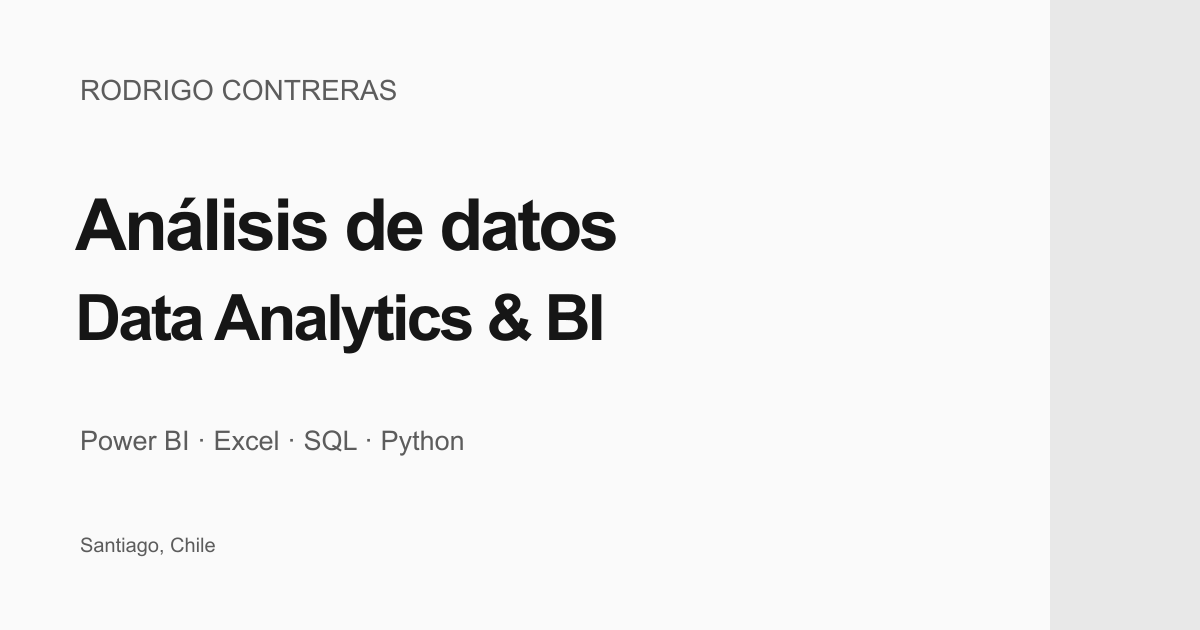 RODRIGO CONTRERAS
Análisis de datos
Data Analytics & BI
Power BI · Excel · SQL · Python
Santiago, Chile